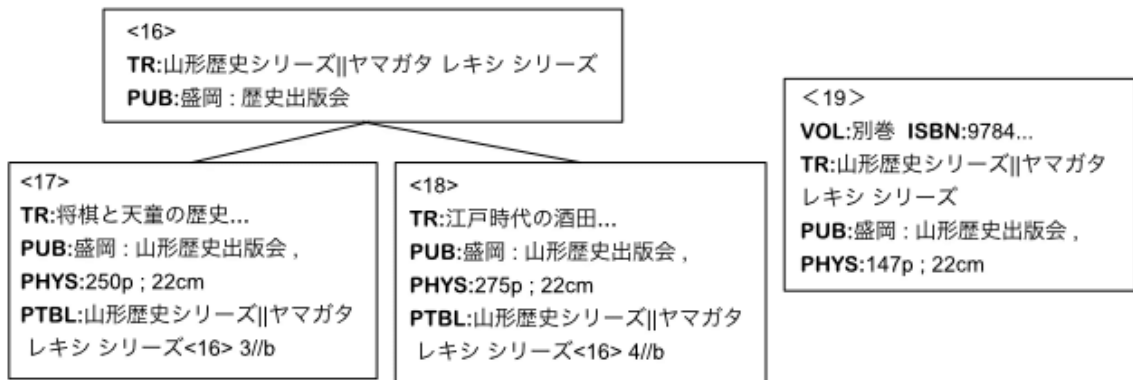 <16>
TR:山形歴史シリーズ||ヤマガタ レキシ シリーズ
PUB:盛岡 : 歴史出版会
<17>
TR:将棋と天童の歴史...
PUB:盛岡 : 山形歴史出版会 ,
PHYS:250p ; 22cm
PTBL:山形歴史シリーズ||ヤマガタ
レキシ シリーズ<16> 3//b
<18>
TR:江戸時代の酒田...
PUB:盛岡 : 山形歴史出版会 ,
PHYS:275p ; 22cm
PTBL:山形歴史シリーズ||ヤマガタ
レキシ シリーズ<16> 4//b
＜19＞
VOL:別巻 ISBN:9784...
TR:山形歴史シリーズ||ヤマガタ
レキシ シリーズ
PUB:盛岡 : 山形歴史出版会 ,
PHYS:147p ; 22cm